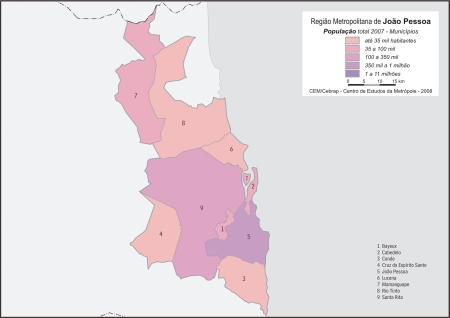 Região Metropolitana de João Pessoa
População total 2007 - Municípios
até 35 mil habitantes
35 a 100 mil
100 a 350 mil
350 mil a 1 milhão
1 a 11 milhões
0 5 10 15 km
CEM/Cebrap - Centro de Estudos da Metrópole - 2008
7
8
6
2
9
1
5
4
3
1 Bayeux
2 Cabedelo
3 Conde
4 Cruz do Espírito Santo
5 João Pessoa
6 Lucena
7 Mamanguape
8 Rio Tinto
9 Santa Rita